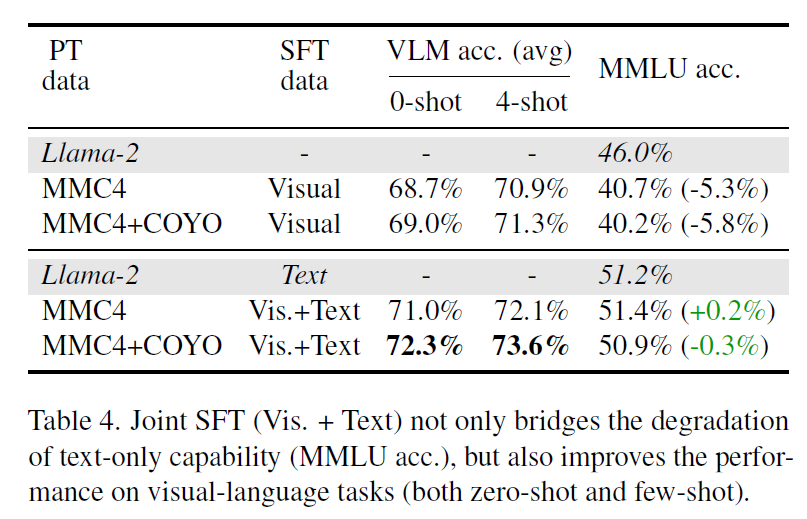 PT data SFT data VLM acc. (avg) MMLU acc.
0-shot 4-shot
Llama-2 - - - 46.0%
MMC4 Visual 68.7% 70.9% 40.7% (-5.3%)
MMC4+COYO Visual 69.0% 71.3% 40.2% (-5.8%)
Llama-2 Text - - 51.2%
MMC4 Vis.+Text 71.0% 72.1% 51.4% (+0.2%)
MMC4+COYO Vis.+Text 72.3% 73.6% 50.9% (-0.3%)
Table 4. Joint SFT (Vis. + Text) not only bridges the degradation
of text-only capability (MMLU acc.), but also improves the perfor-
mance on visual-language tasks (both zero-shot and few-shot).